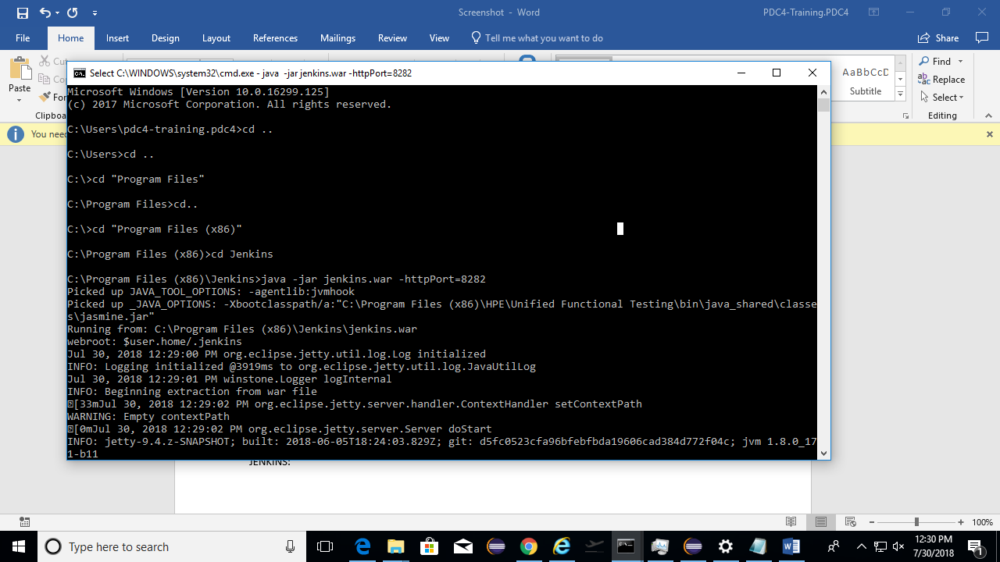 Screenshot - Word
PDC4-Training.PDC4
File Home Insert Design Layout References Mailings Review View Tell me what you want to do Share
Cut
Paste
Clipboa
AaBbCcD
Subtitle
Find
Replace
Select
Editing
You nee
Select C:\WINDOWS\system32\cmd.exe - java -jar jenkins.war -httpPort=8282
Microsoft Windows [Version 10.0.16299.125]
(c) 2017 Microsoft Corporation. All rights reserved.
C:\Users\pdc4-training.pdc4>cd ..
C:\Users>cd ..
C:\>cd "Program Files"
C:\Program Files>cd..
C:\>cd "Program Files (x86)"
C:\Program Files (x86)>cd Jenkins
C:\Program Files (x86)\Jenkins>java -jar jenkins.war -httpPort=8282
Picked up JAVA_TOOL_OPTIONS: -agentlib:jvmhook
Picked up _JAVA_OPTIONS: -Xbootclasspath/a:"C:\Program Files (x86)\HPE\Unified Functional Testing\bin\java_shared\classe
s\jasmine.jar"
Running from: C:\Program Files (x86)\Jenkins\jenkins.war
webroot: $user.home/.jenkins
Jul 30, 2018 12:29:00 PM org.eclipse.jetty.util.log.Log initialized
INFO: Logging initialized @3919ms to org.eclipse.jetty.util.log.JavaUtilLog
Jul 30, 2018 12:29:01 PM winstone.Logger logInternal
INFO: Beginning extraction from war file
[33mJul 30, 2018 12:29:02 PM org.eclipse.jetty.server.handler.ContextHandler setContextPath
WARNING: Empty contextPath
[0mJul 30, 2018 12:29:02 PM org.eclipse.jetty.server.Server doStart
INFO: jetty-9.4.z-SNAPSHOT; built: 2018-06-05T18:24:03.829Z; git: d5fc0523cfa96bfebfbda19606cad384d772f04c; jvm 1.8.0_17
1-b11
JENKINS:
100%
Type here to search
12:30 PM
7/30/2018
1